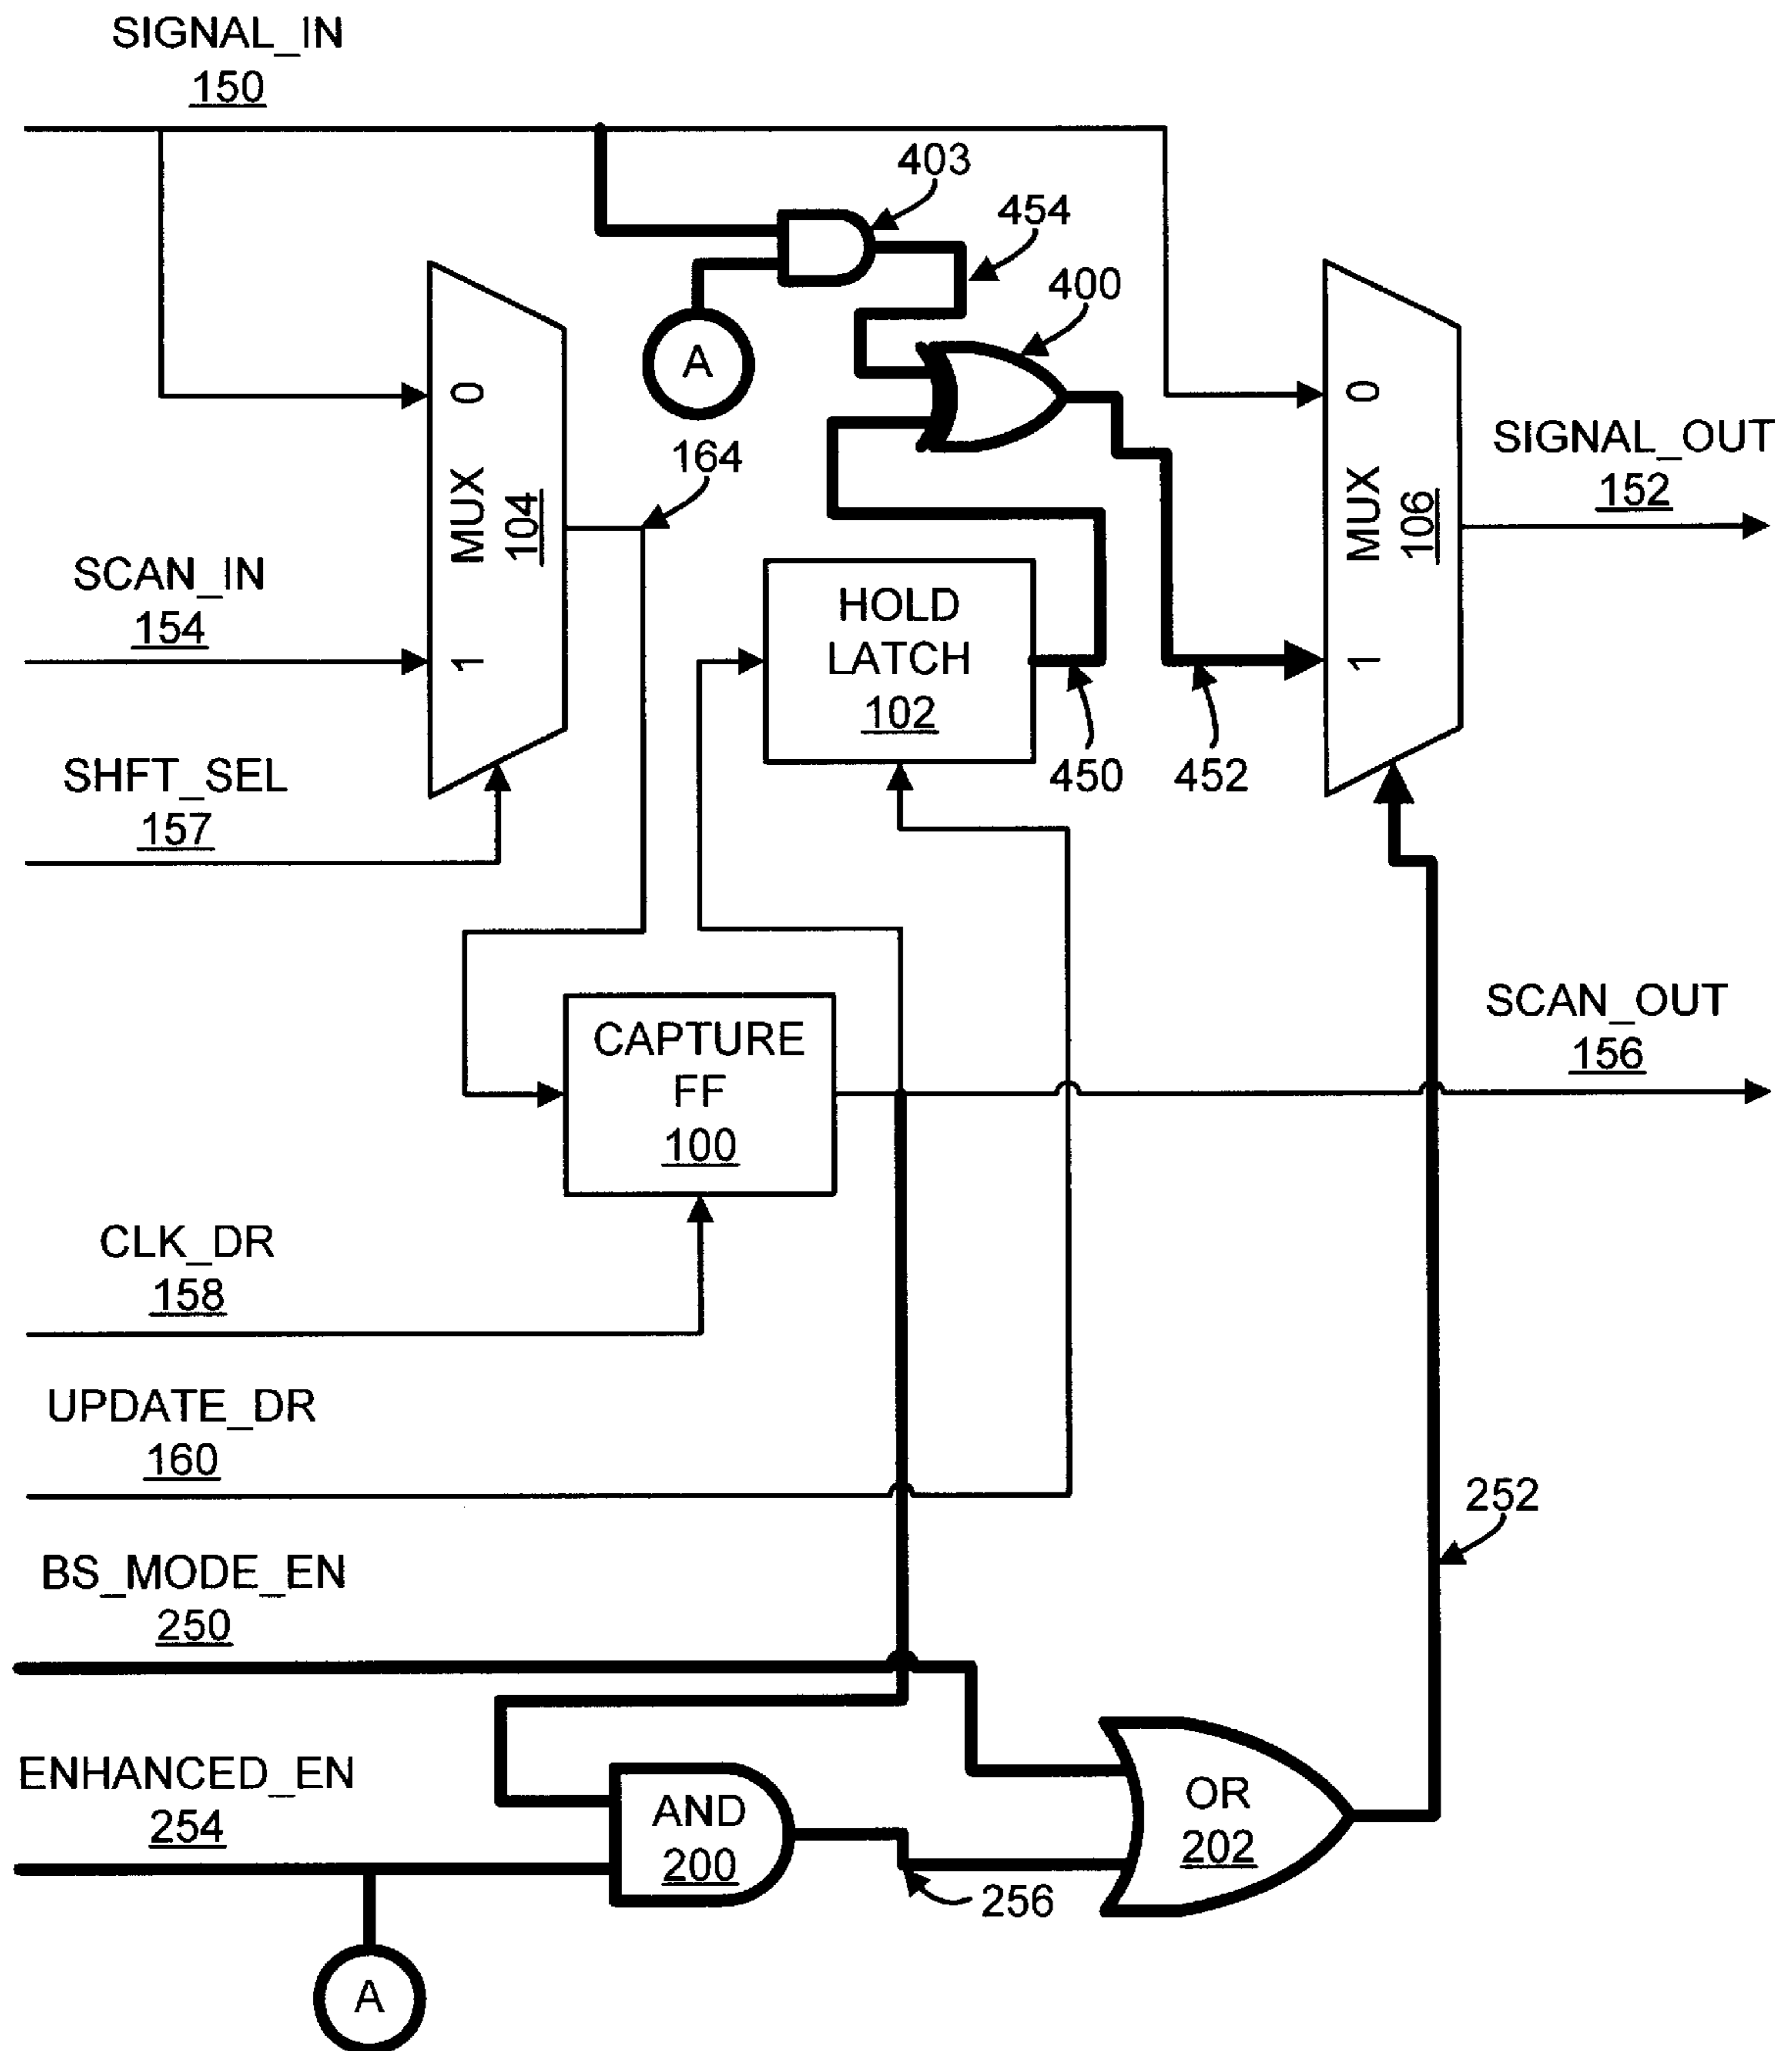 SIGNAL_IN
150
403
454
400
A
0
MUX
104
1
164
0
MUX
106
1
SIGNAL_OUT
152
SCAN_IN
154
HOLD
LATCH
102
450
452
SHFT_SEL
157
CAPTURE
FF
100
SCAN_OUT
156
CLK_DR
158
UPDATE_DR
160
252
BS_MODE_EN
250
ENHANCED_EN
254
AND
200
OR
202
256
A